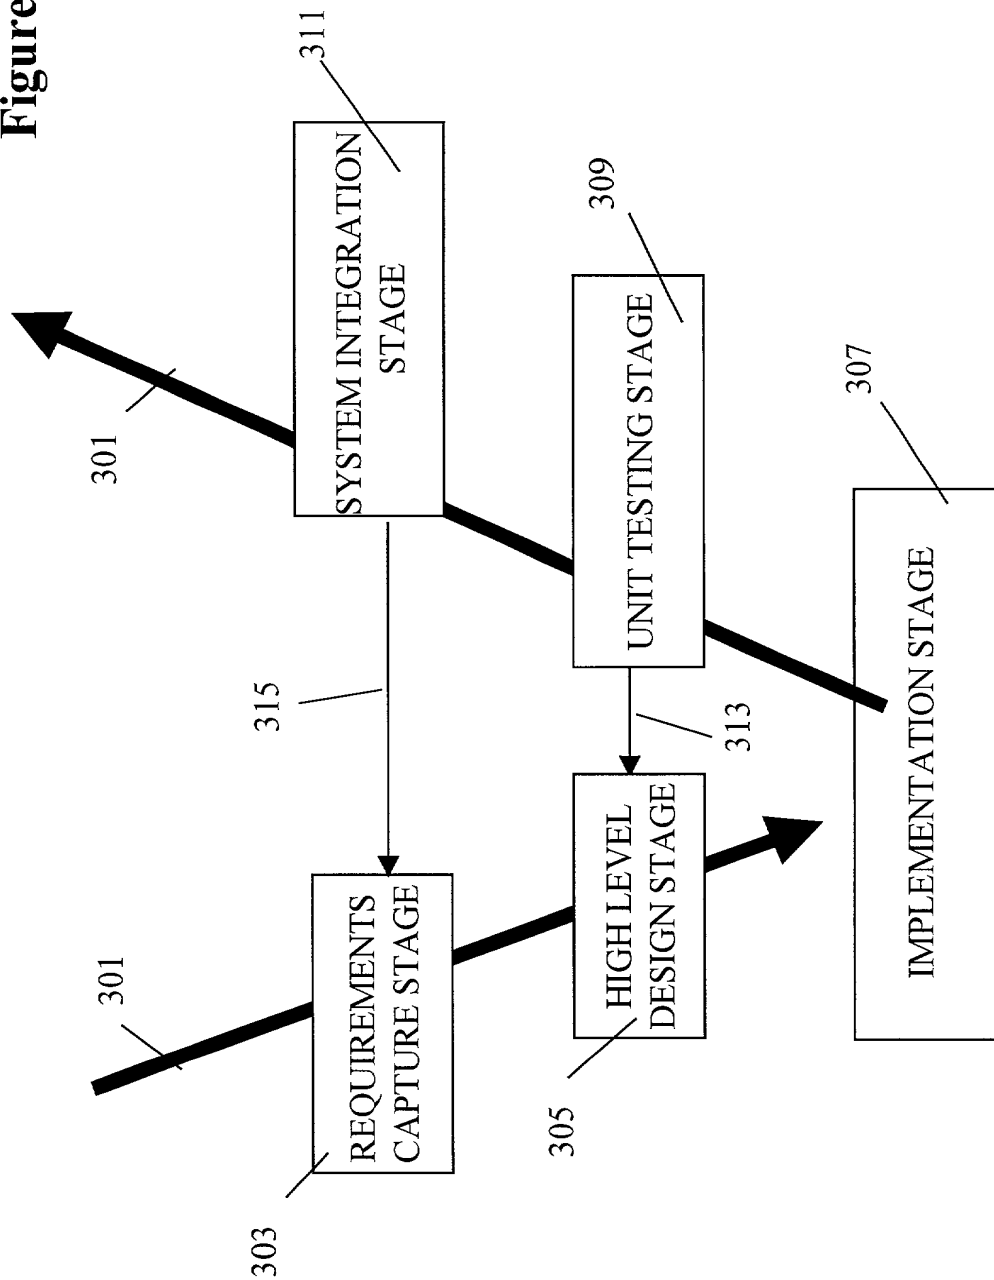 Figure
301
303
REQUIREMENTS
CAPTURE STAGE
315
SYSTEM INTEGRATION
STAGE
311
301
305
HIGH LEVEL
DESIGN STAGE
313
UNIT TESTING STAGE
309
IMPLEMENTATION STAGE
307